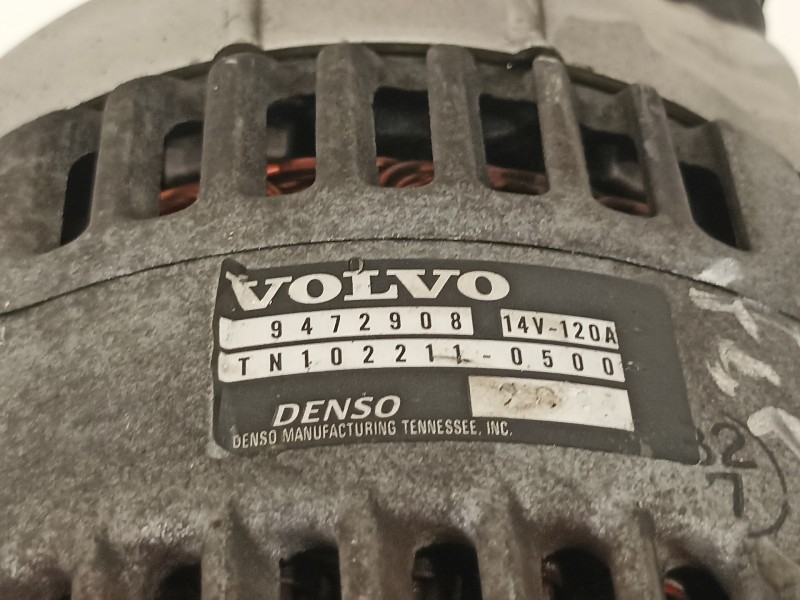 VOLVO
9472908 14V-120A
TN102211-0500
DENSO
DENSO MANUFACTURING TENNESSEE, INC.